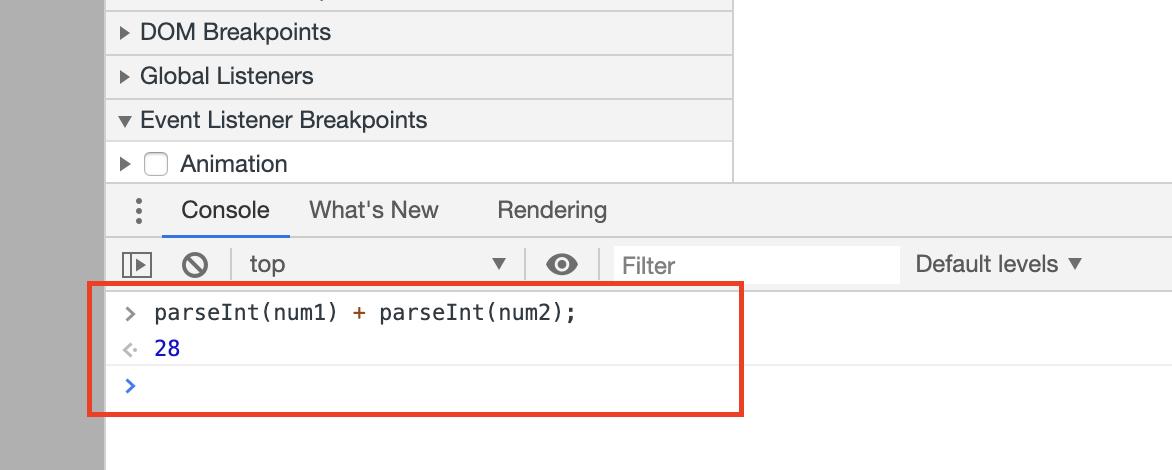 DOM Breakpoints
Global Listeners
Event Listener Breakpoints
Animation
Console What's New Rendering
top Filter Default levels
parseInt(num1) + parseInt(num2);
28